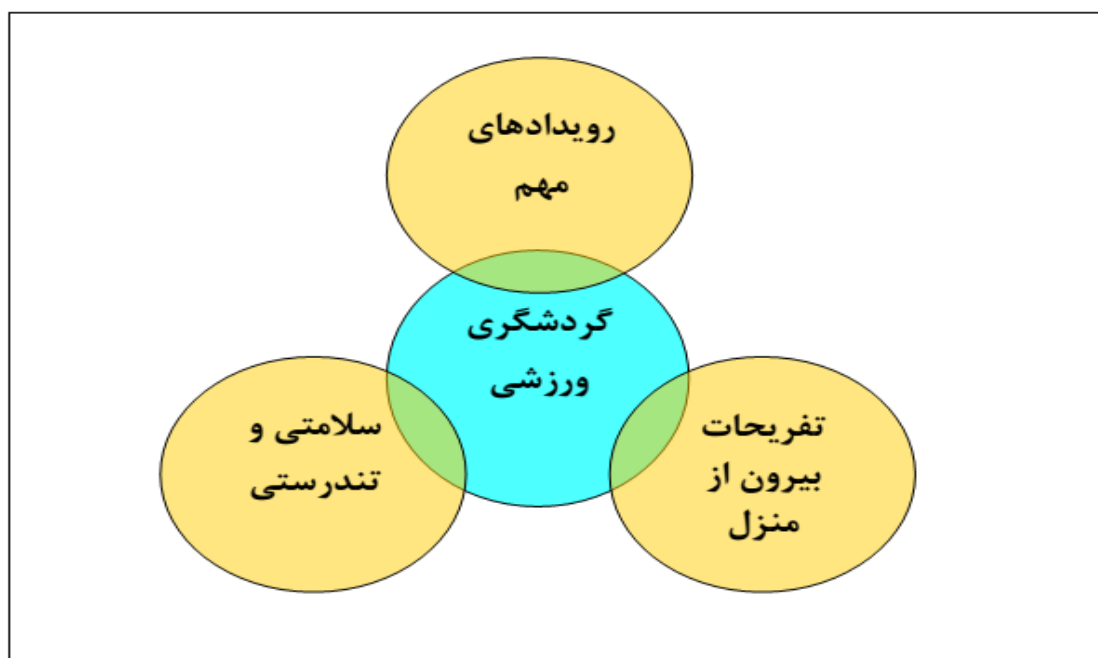 رویدادهای
مهم
گردشگری
ورزشی
تفریحات
بیرون از
منزل
سلامتی و
تندرستی